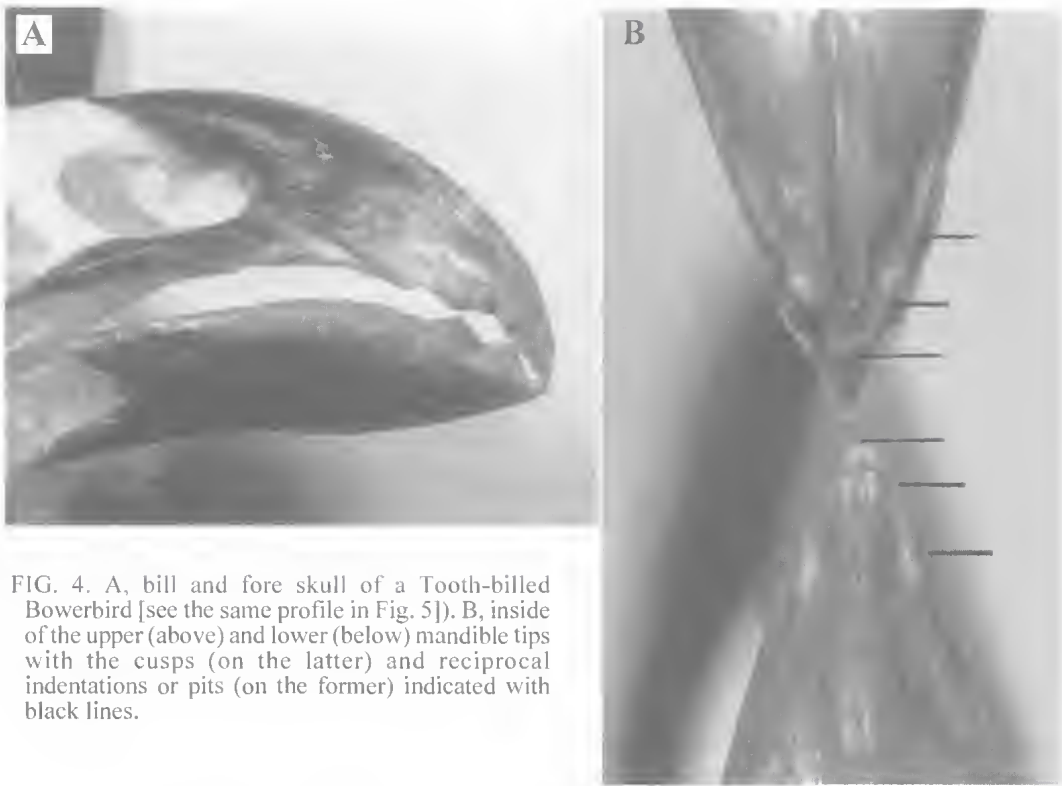 A
B
FIG. 4. A, bill and fore skull of a Tooth-billed
Bowerbird [see the same profile in Fig. 5]). B, inside
of the upper (above) and lower (below) mandible tips
with the cusps (on the latter) and reciprocal
indentations or pits (on the former) indicated with
black lines.